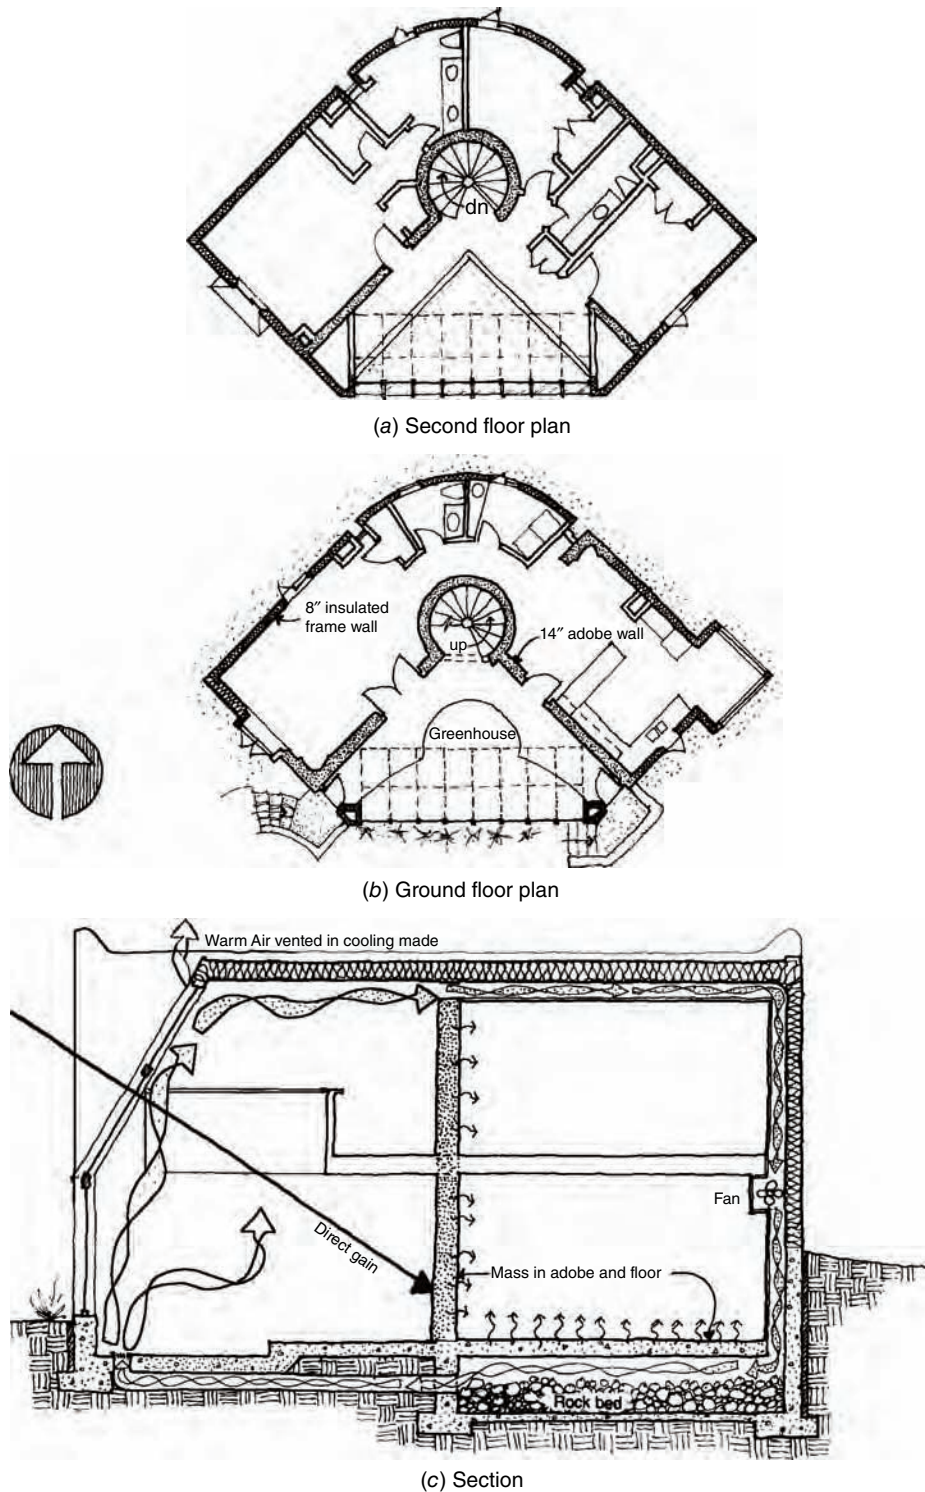 dn
(a) Second floor plan
8″ insulated
frame wall
up
14″ adobe wall
Greenhouse
(b) Ground floor plan
Warm Air vented in cooling made
Fan
Direct gain
Mass in adobe and floor
Rock bed
(c) Section